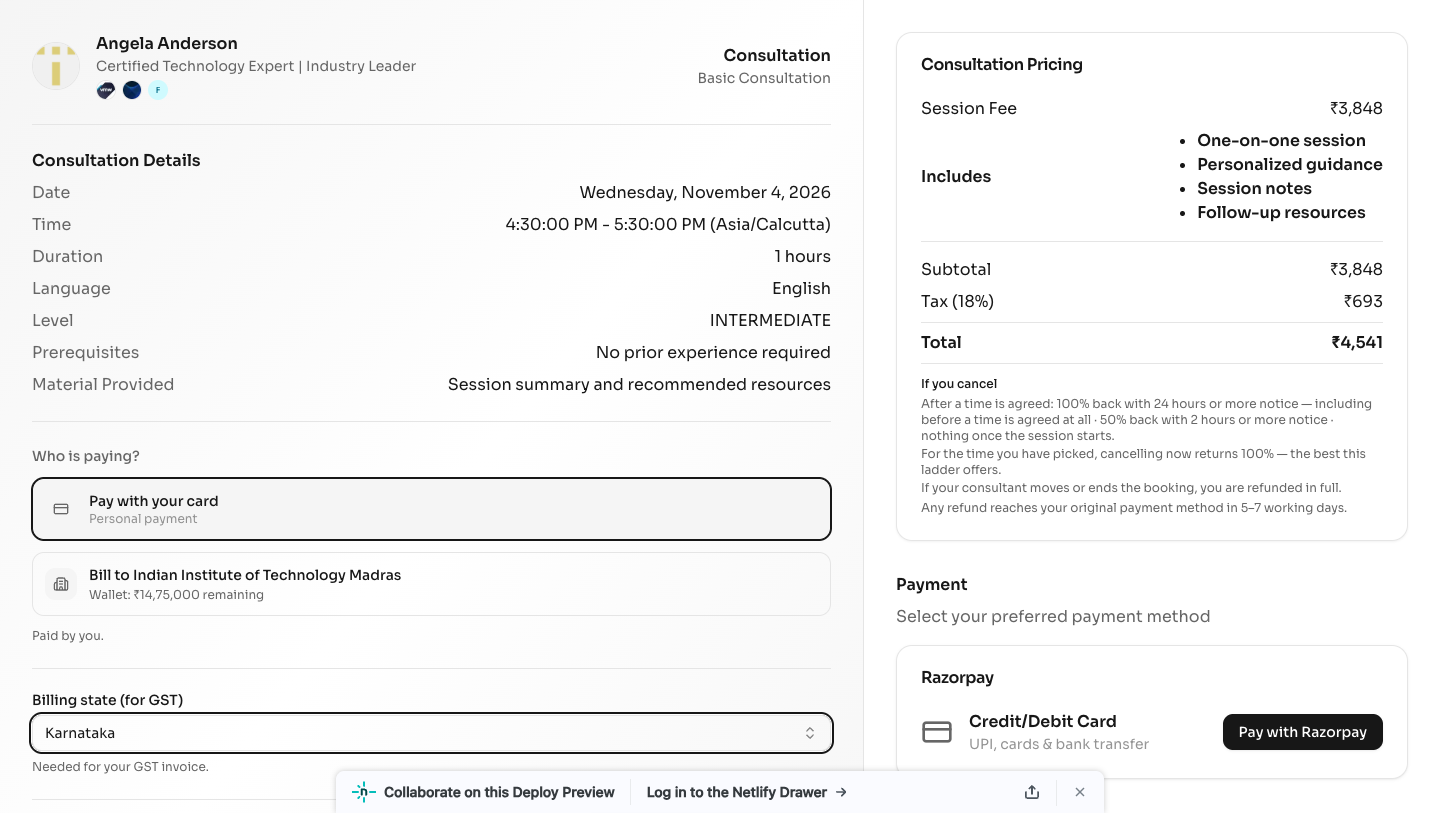 Angela Anderson
Certified Technology Expert | Industry Leader
vmw
F
Consultation
Basic Consultation
Consultation Details
Date
Wednesday, November 4, 2026
Time
4:30:00 PM - 5:30:00 PM (Asia/Calcutta)
Duration
1 hours
Language
English
Level
INTERMEDIATE
Prerequisites
No prior experience required
Material Provided
Session summary and recommended resources
Who is paying?
Pay with your card
Personal payment
Bill to Indian Institute of Technology Madras
Wallet: ₹14,75,000 remaining
Paid by you.
Billing state (for GST)
Karnataka
Needed for your GST invoice.
Consultation Pricing
Session Fee
₹3,848
Includes
• One-on-one session
• Personalized guidance
• Session notes
• Follow-up resources
Subtotal
₹3,848
Tax (18%)
₹693
Total
₹4,541
If you cancel
After a time is agreed: 100% back with 24 hours or more notice — including
before a time is agreed at all · 50% back with 2 hours or more notice ·
nothing once the session starts.
For the time you have picked, cancelling now returns 100% — the best this
ladder offers.
If your consultant moves or ends the booking, you are refunded in full.
Any refund reaches your original payment method in 5–7 working days.
Payment
Select your preferred payment method
Razorpay
Credit/Debit Card
UPI, cards & bank transfer
Pay with Razorpay
Collaborate on this Deploy Preview
Log in to the Netlify Drawer →